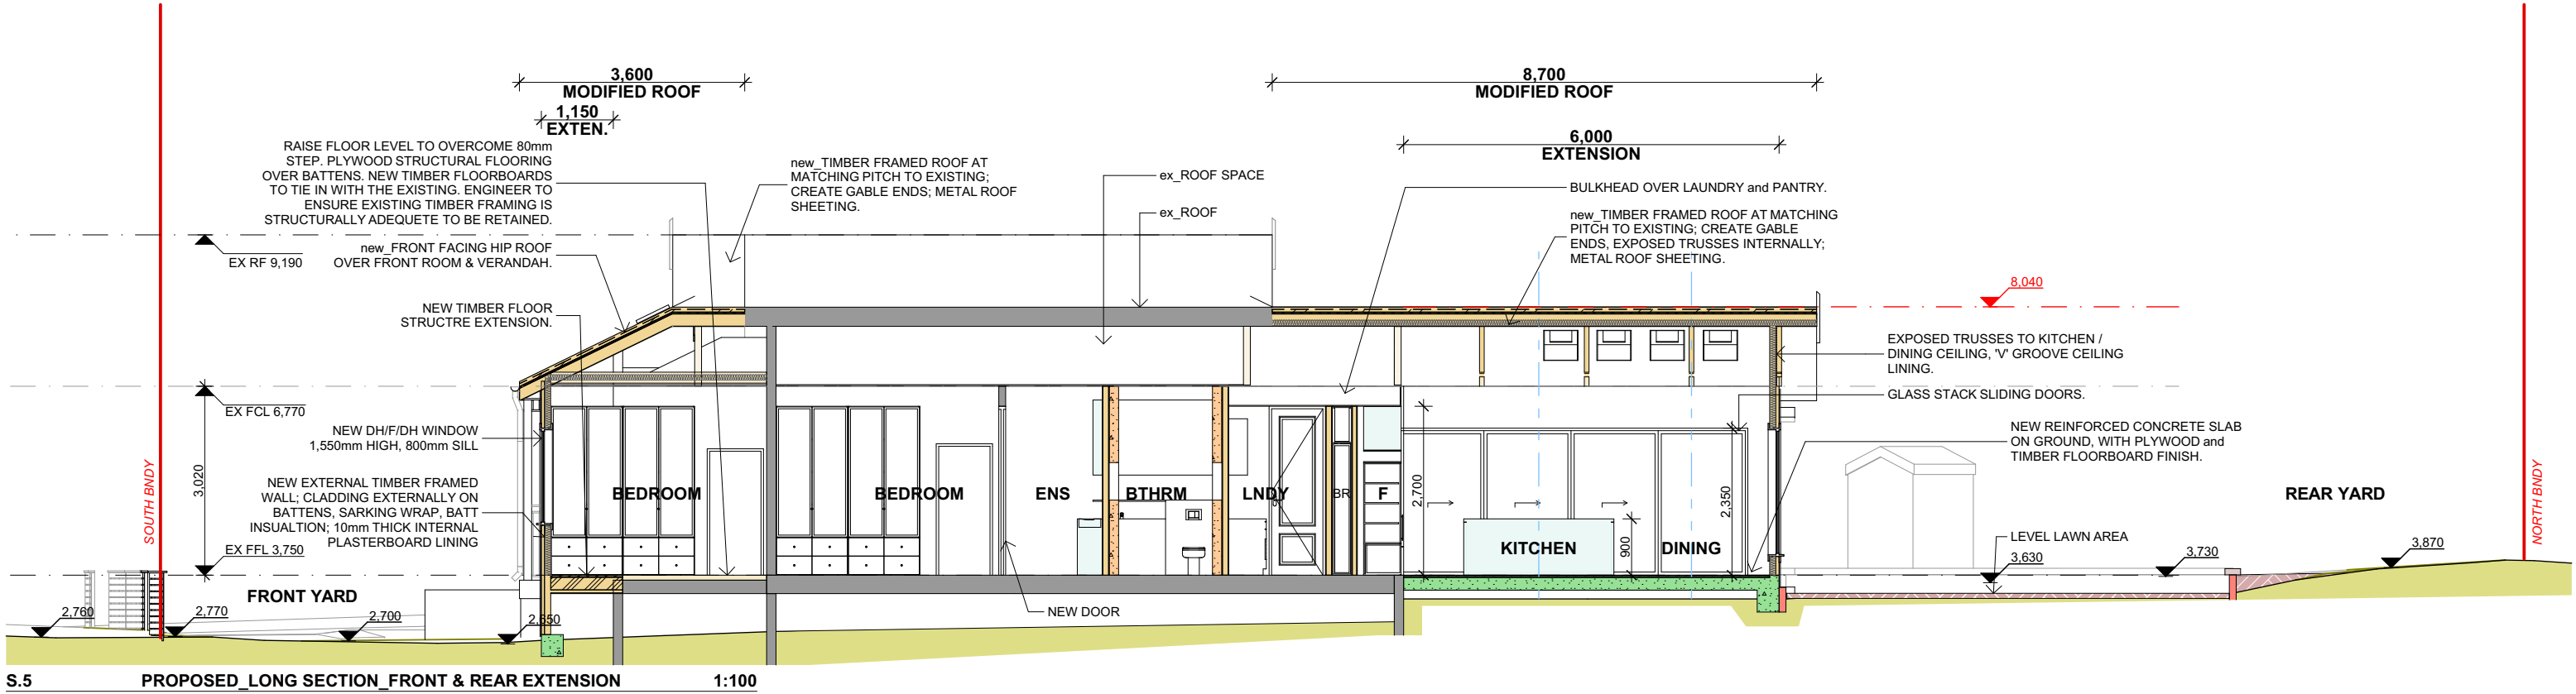 3,600
MODIFIED ROOF
1,150
EXTEN.
8,700
MODIFIED ROOF
6,000
EXTENSION
RAISE FLOOR LEVEL TO OVERCOME 80mm
STEP. PLYWOOD STRUCTURAL FLOORING
OVER BATTENS. NEW TIMBER FLOORBOARDS
TO TIE IN WITH THE EXISTING. ENGINEER TO
ENSURE EXISTING TIMBER FRAMING IS
STRUCTURALLY ADEQUETE TO BE RETAINED.
new_TIMBER FRAMED ROOF AT
MATCHING PITCH TO EXISTING;
CREATE GABLE ENDS; METAL ROOF
SHEETING.
ex_ROOF SPACE
ex_ROOF
BULKHEAD OVER LAUNDRY and PANTRY.
new_TIMBER FRAMED ROOF AT MATCHING
PITCH TO EXISTING; CREATE GABLE
ENDS, EXPOSED TRUSSES INTERNALLY;
METAL ROOF SHEETING.
EX RF 9,190
new_FRONT FACING HIP ROOF
OVER FRONT ROOM & VERANDAH.
NEW TIMBER FLOOR
STRUCTRE EXTENSION.
8,040
EXPOSED TRUSSES TO KITCHEN /
DINING CEILING, 'V' GROOVE CEILING
LINING.
GLASS STACK SLIDING DOORS.
EX FCL 6,770
NEW DH/F/DH WINDOW
1,550mm HIGH, 800mm SILL
NEW REINFORCED CONCRETE SLAB
ON GROUND, WITH PLYWOOD and
TIMBER FLOORBOARD FINISH.
SOUTH BNDY
3,020
NEW EXTERNAL TIMBER FRAMED
WALL; CLADDING EXTERNALLY ON
BATTENS, SARKING WRAP, BATT
INSUALTION; 10mm THICK INTERNAL
PLASTERBOARD LINING
BEDROOM
BEDROOM
ENS
BTHRM
LNDY
BR
F
2,700
2,350
900
KITCHEN
DINING
REAR YARD
NORTH BNDY
EX FFL 3,750
LEVEL LAWN AREA
3,630
3,730
3,870
FRONT YARD
NEW DOOR
2,760
2,770
2,700
2,650
S.5 PROPOSED_LONG SECTION_FRONT & REAR EXTENSION 1:100